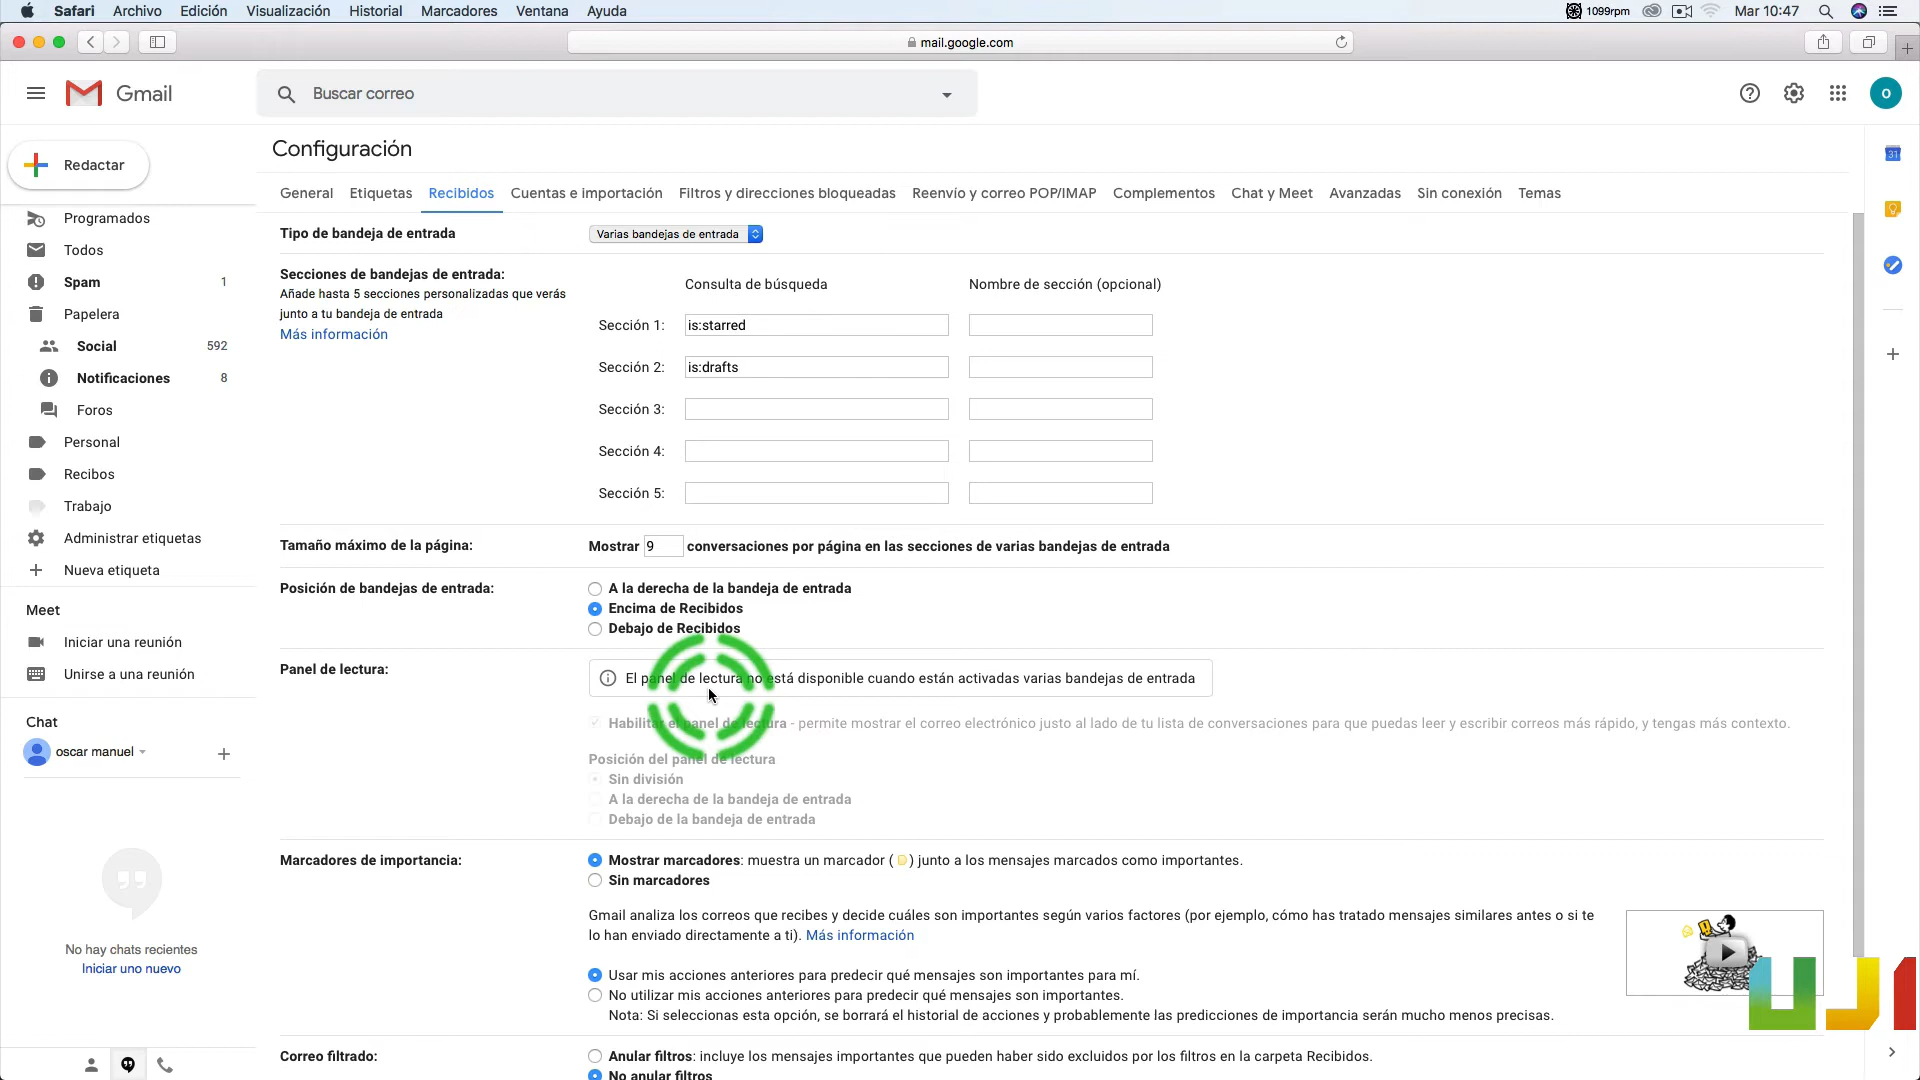 Safari Archivo Edición Visualización Historial Marcadores Ventana Ayuda 1099rpm Mar 10:47
mail.google.com
Gmail
Buscar correo
o
Configuración
Redactar
General Etiquetas Recibidos Cuentas e importación Filtros y direcciones bloqueadas Reenvío y correo POP/IMAP Complementos Chat y Meet Avanzadas Sin conexión Temas
Programados
Todos
Spam 1
Papelera
Social 592
Notificaciones 8
Foros
Personal
Recibos
Trabajo
Administrar etiquetas
Nueva etiqueta
Meet
Iniciar una reunión
Unirse a una reunión
Chat
oscar manuel
No hay chats recientes
Iniciar uno nuevo
Tipo de bandeja de entrada Varias bandejas de entrada
Secciones de bandejas de entrada:
Añade hasta 5 secciones personalizadas que verás
junto a tu bandeja de entrada
Más información
Consulta de búsqueda Nombre de sección (opcional)
Sección 1: is:starred
Sección 2: is:drafts
Sección 3:
Sección 4:
Sección 5:
Tamaño máximo de la página: Mostrar 9 conversaciones por página en las secciones de varias bandejas de entrada
Posición de bandejas de entrada: A la derecha de la bandeja de entrada
Encima de Recibidos
Debajo de Recibidos
Panel de lectura: El panel de lectura no está disponible cuando están activadas varias bandejas de entrada
Habilitar el panel de lectura - permite mostrar el correo electrónico justo al lado de tu lista de conversaciones para que puedas leer y escribir correos más rápido, y tengas más contexto.
Posición del panel de lectura
Sin división
A la derecha de la bandeja de entrada
Debajo de la bandeja de entrada
Marcadores de importancia: Mostrar marcadores: muestra un marcador ( ) junto a los mensajes marcados como importantes.
Sin marcadores
Gmail analiza los correos que recibes y decide cuáles son importantes según varios factores (por ejemplo, cómo has tratado mensajes similares antes o si te
lo han enviado directamente a ti). Más información
Usar mis acciones anteriores para predecir qué mensajes son importantes para mí.
No utilizar mis acciones anteriores para predecir qué mensajes son importantes.
Nota: Si seleccionas esta opción, se borrará el historial de acciones y probablemente las predicciones de importancia serán mucho menos precisas.
Correo filtrado: Anular filtros: incluye los mensajes importantes que pueden haber sido excluidos por los filtros en la carpeta Recibidos.
No anular filtros
31
UJI